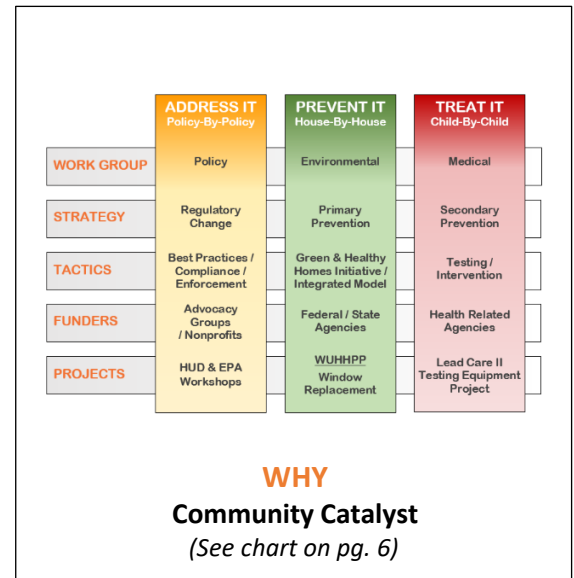 ADDRESS IT PREVENT IT TREAT IT
Policy-By-Policy House-By-House Child-By-Child
WORK GROUP Policy Environmental Medical
STRATEGY Regulatory Primary Secondary
Change Prevention Prevention
TACTICS Best Practices / Green & Healthy Testing /
Compliance / Homes Initiative / Intervention
Enforcement Integrated Model
FUNDERS Advocacy Federal / State Health Related
Groups Agencies Agencies
/ Nonprofits
PROJECTS HUD & EPA WUHHPP Lead Care II
Workshops Window Testing Equipment
Replacement Project
WHY
Community Catalyst
(See chart on pg. 6)